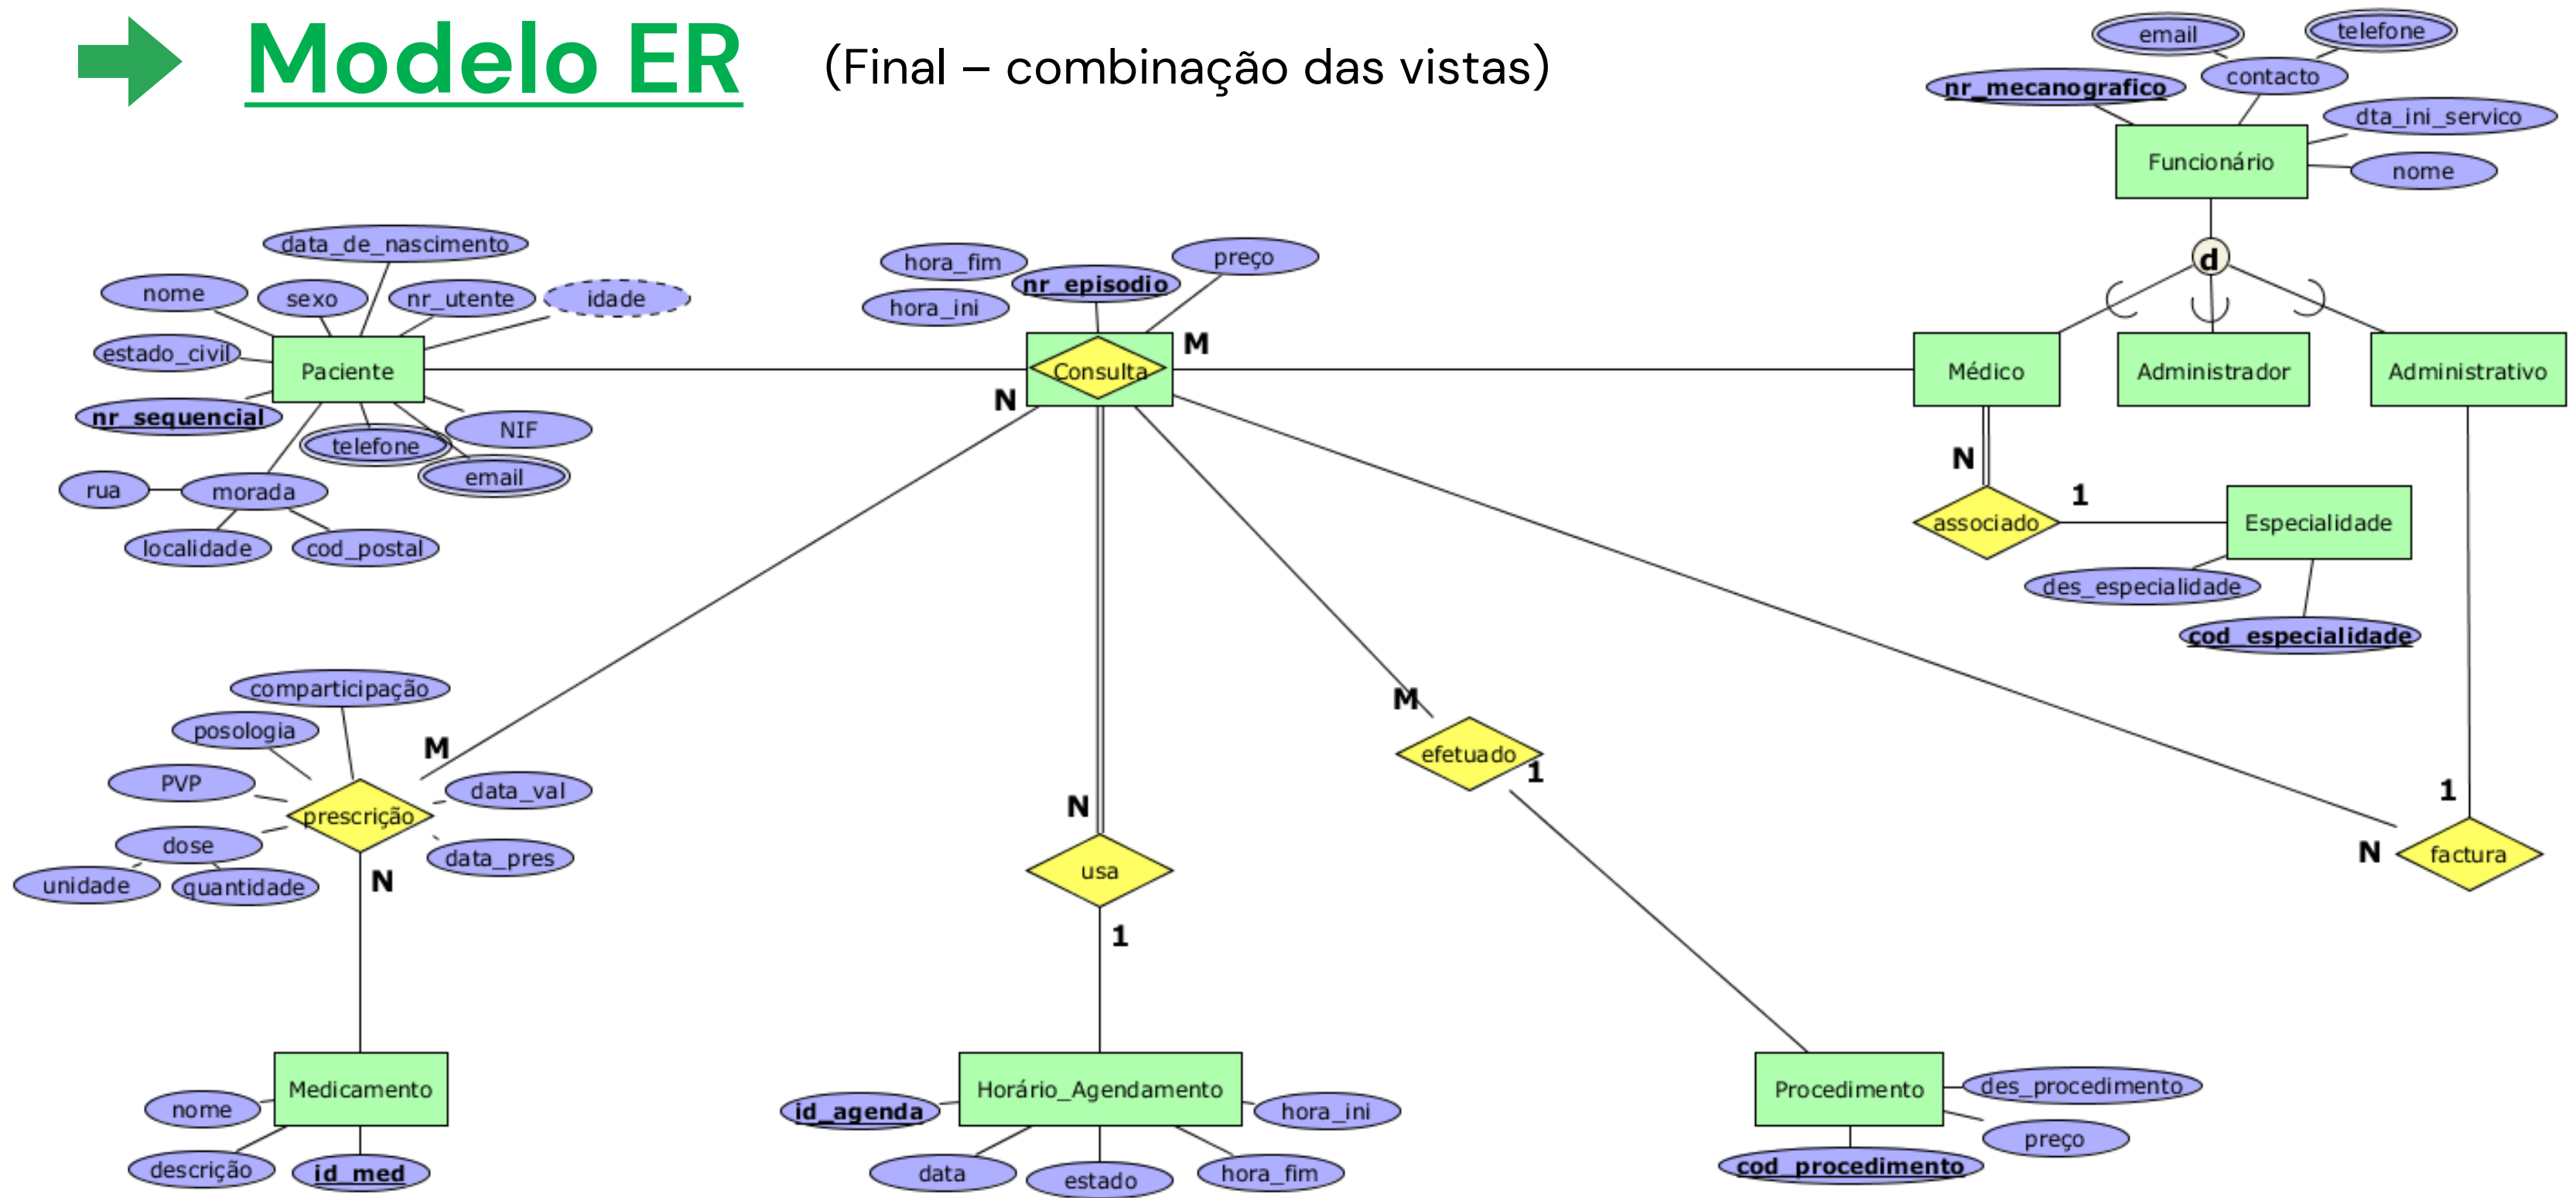 Modelo ER
(Final – combinação das vistas)
email
telefone
nr_mecanografico
contacto
dta_ini_servico
Funcionário
nome
d
data_de_nascimento
nome
sexo
nr_utente
idade
estado_civil
Paciente
nr_sequencial
telefone
NIF
email
rua
morada
localidade
cod_postal
hora_fim
nr_episodio
preço
hora_ini
M
Consulta
N
Médico
Administrador
Administrativo
N
1
associado
Especialidade
des_especialidade
cod_especialidade
comparticipação
posologia
PVP
M
data_val
prescrição
dose
data_pres
unidade
quantidade
N
N
usa
1
M
efetuado
1
1
N
factura
Medicamento
nome
descrição
id_med
Horário_Agendamento
id_agenda
hora_ini
data
estado
hora_fim
Procedimento
des_procedimento
preço
cod_procedimento